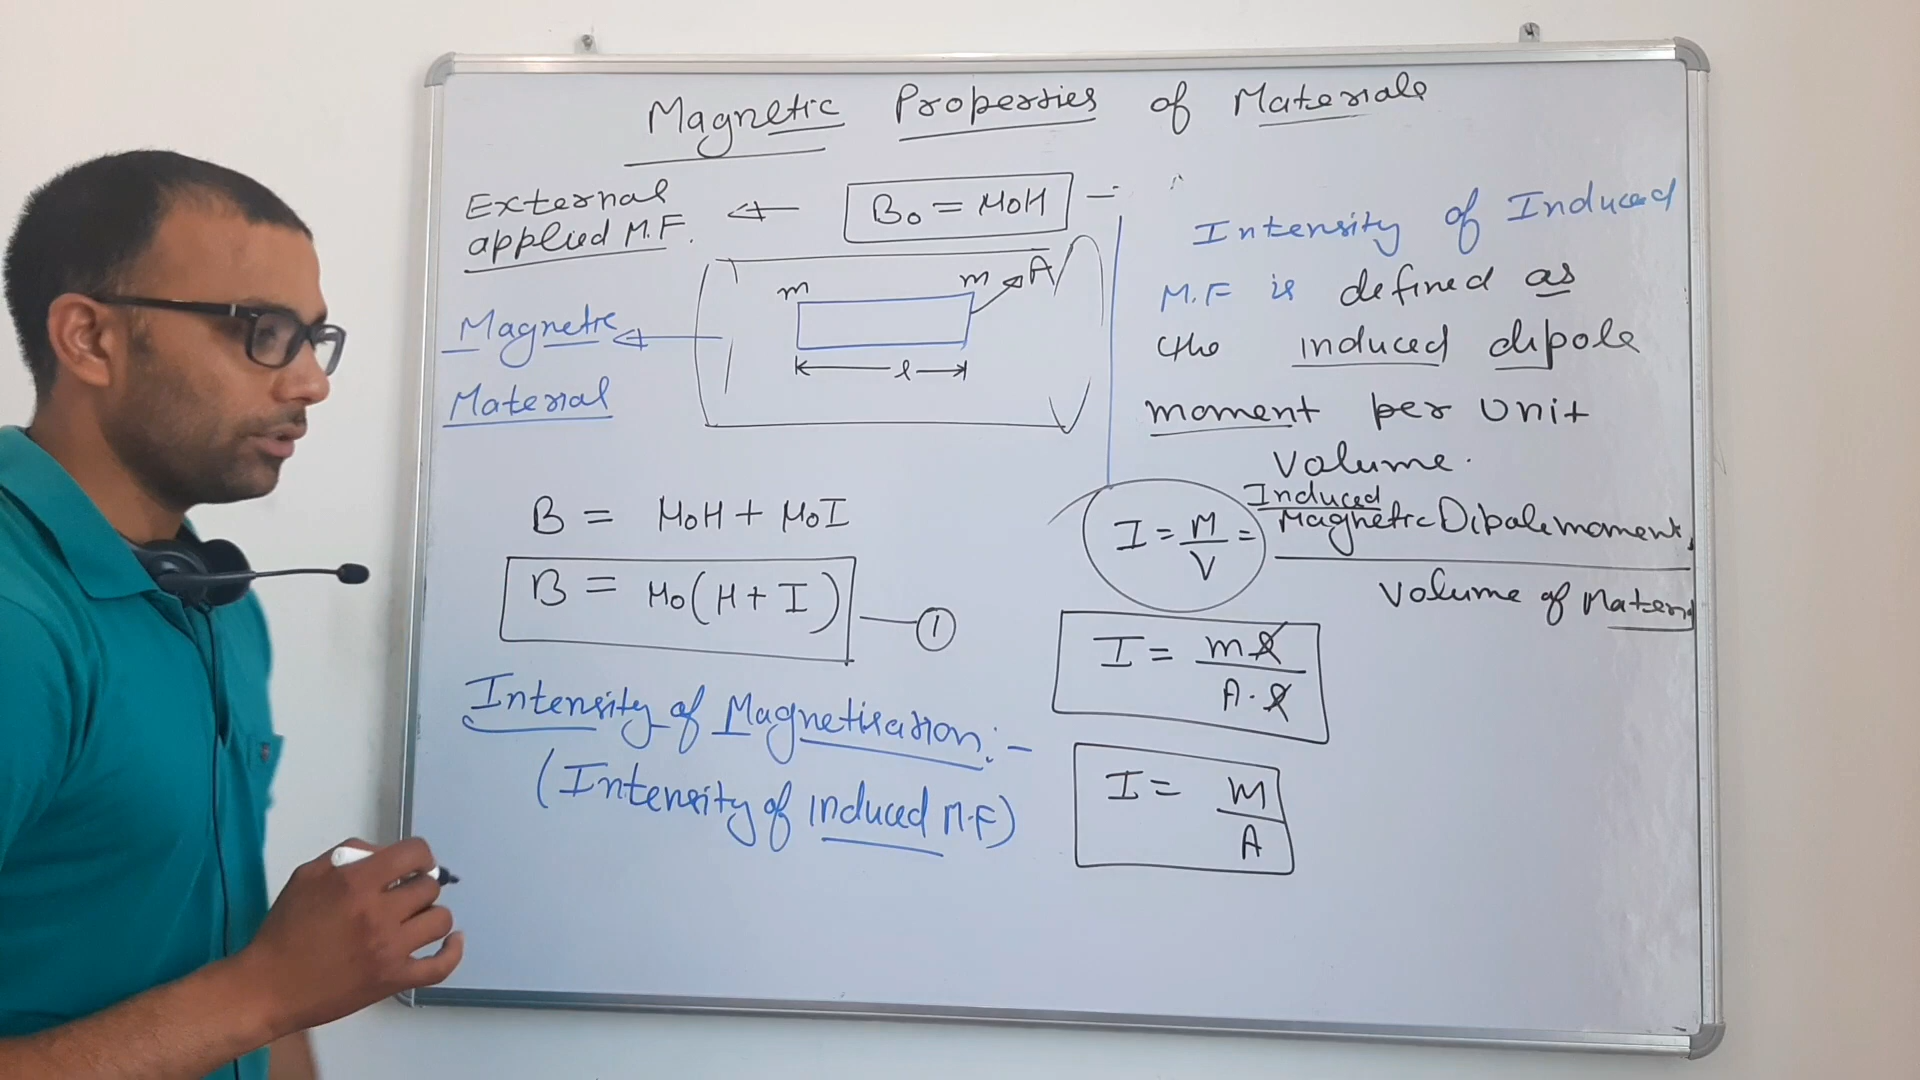 Magnetic Properties of Materials
External
applied M.F.
B₀ = μ₀H
m m A
l
Magnetic
Material
B = μ₀H + μ₀I
B = μ₀(H + I) — ①
Intensity of Magnetisation:-
(Intensity of induced M.F)
Intensity of Induced
M.F is defined as
the induced dipole
moment per unit
Volume.
I = M/V = Induced Magnetic Dipole moment
Volume of Materi
I = ml/A·l
I = m/A